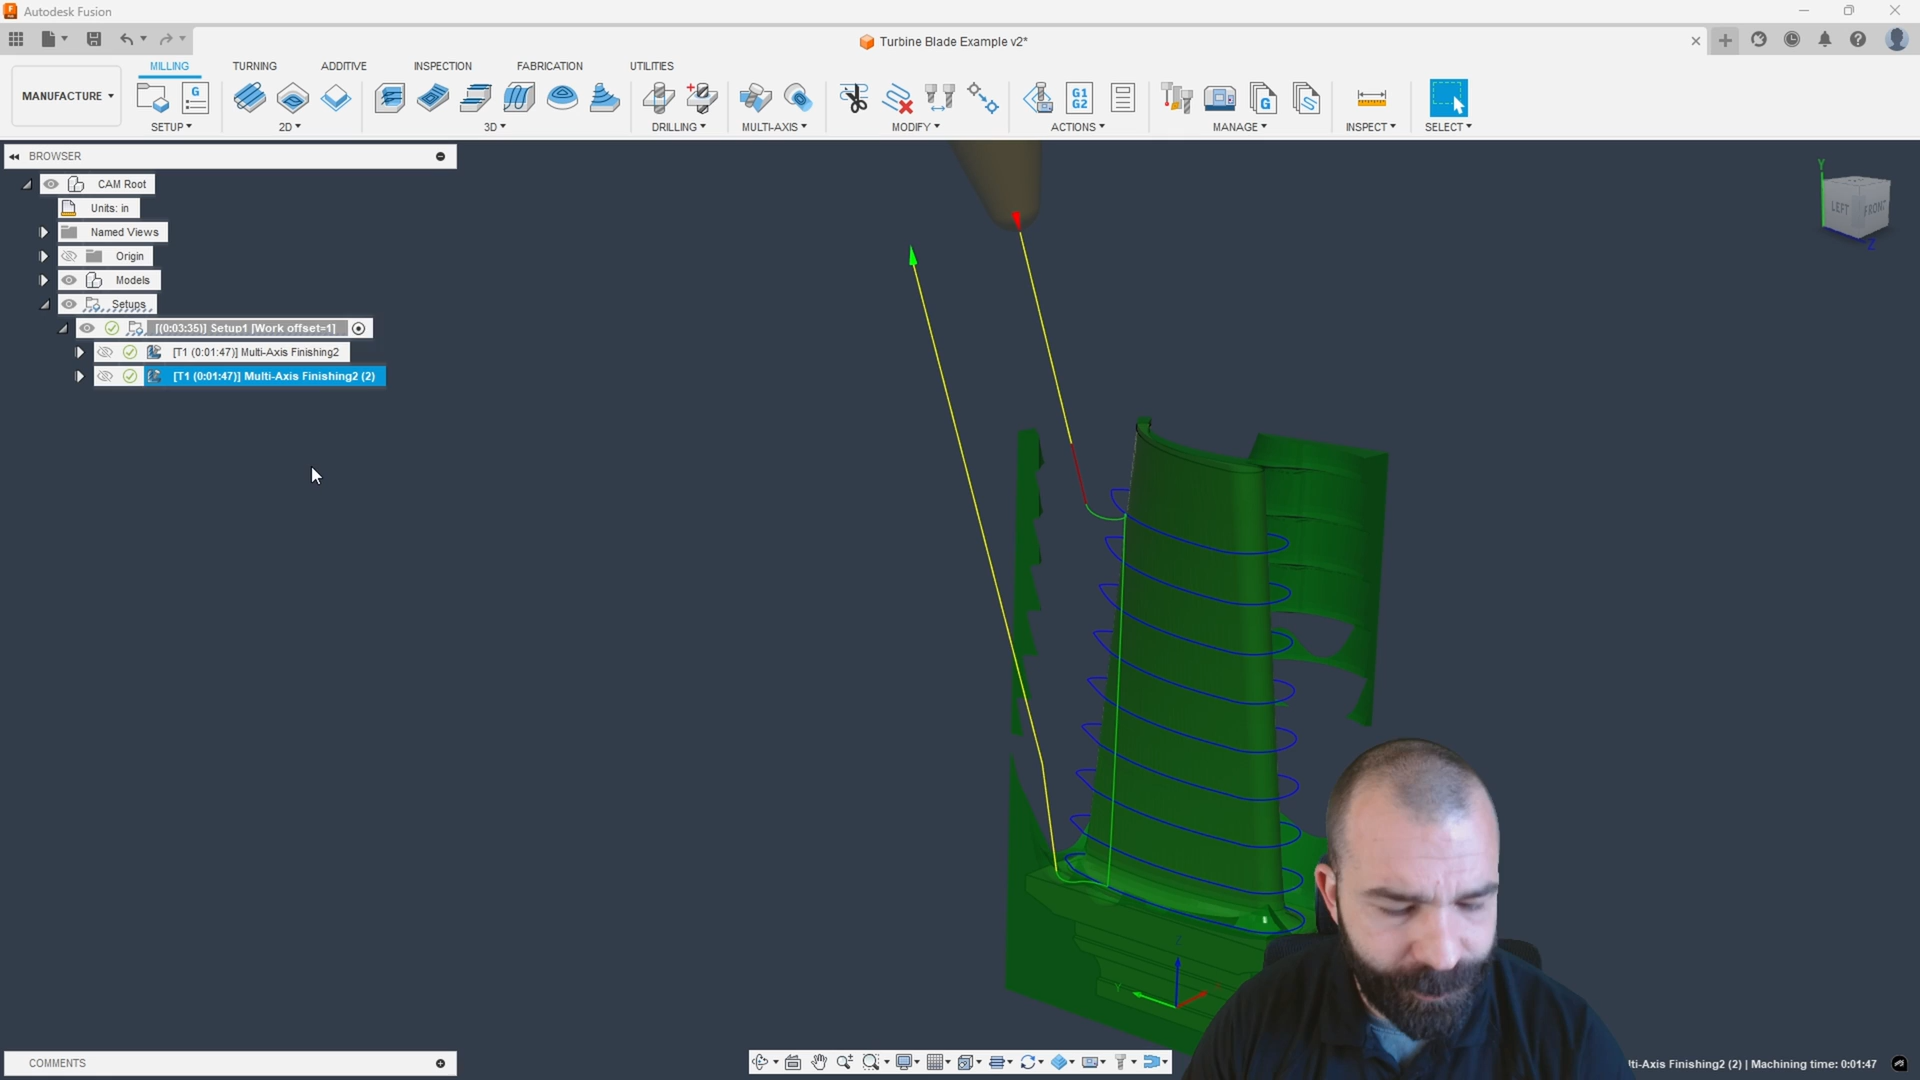 Autodesk Fusion
Turbine Blade Example v2*
MANUFACTURE
MILLING
TURNING
ADDITIVE
INSPECTION
FABRICATION
UTILITIES
G
G1
G2
G
SETUP
2D
3D
DRILLING
MULTI-AXIS
MODIFY
ACTIONS
MANAGE
INSPECT
SELECT
BROWSER
CAM Root
Units: in
Named Views
Origin
Models
Setups
[(0:03:35)] Setup1 [Work offset=1]
[T1 (0:01:47)] Multi-Axis Finishing2
[T1 (0:01:47)] Multi-Axis Finishing2 (2)
Y
LEFT
FRONT
Z
Z
Y
COMMENTS
lti-Axis Finishing2 (2) | Machining time: 0:01:47